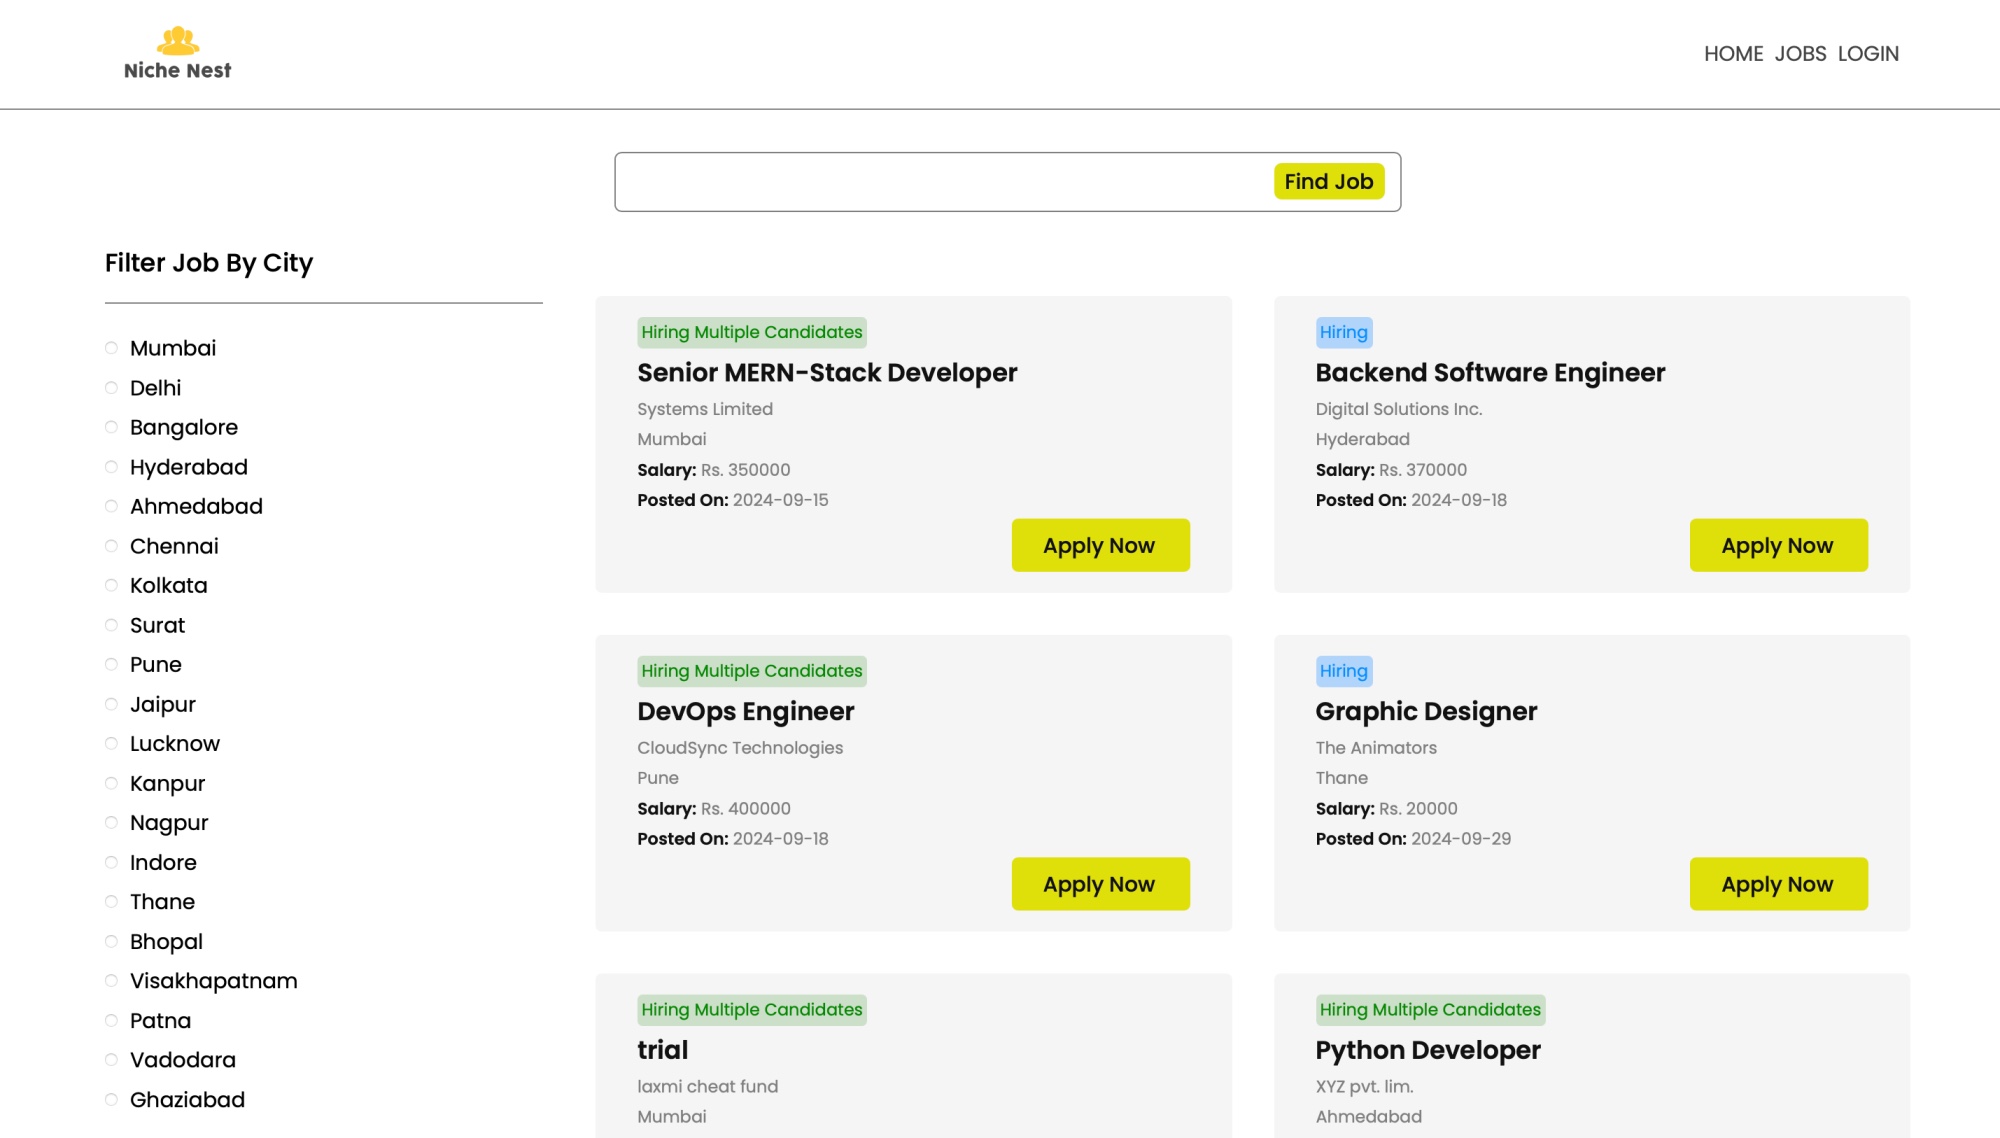 Niche Nest
HOME JOBS LOGIN
Find Job
Filter Job By City
Mumbai
Delhi
Bangalore
Hyderabad
Ahmedabad
Chennai
Kolkata
Surat
Pune
Jaipur
Lucknow
Kanpur
Nagpur
Indore
Thane
Bhopal
Visakhapatnam
Patna
Vadodara
Ghaziabad
Hiring Multiple Candidates
Senior MERN-Stack Developer
Systems Limited
Mumbai
Salary: Rs. 350000
Posted On: 2024-09-15
Apply Now
Hiring
Backend Software Engineer
Digital Solutions Inc.
Hyderabad
Salary: Rs. 370000
Posted On: 2024-09-18
Apply Now
Hiring Multiple Candidates
DevOps Engineer
CloudSync Technologies
Pune
Salary: Rs. 400000
Posted On: 2024-09-18
Apply Now
Hiring
Graphic Designer
The Animators
Thane
Salary: Rs. 20000
Posted On: 2024-09-29
Apply Now
Hiring Multiple Candidates
trial
laxmi cheat fund
Mumbai
Hiring Multiple Candidates
Python Developer
XYZ pvt. lim.
Ahmedabad